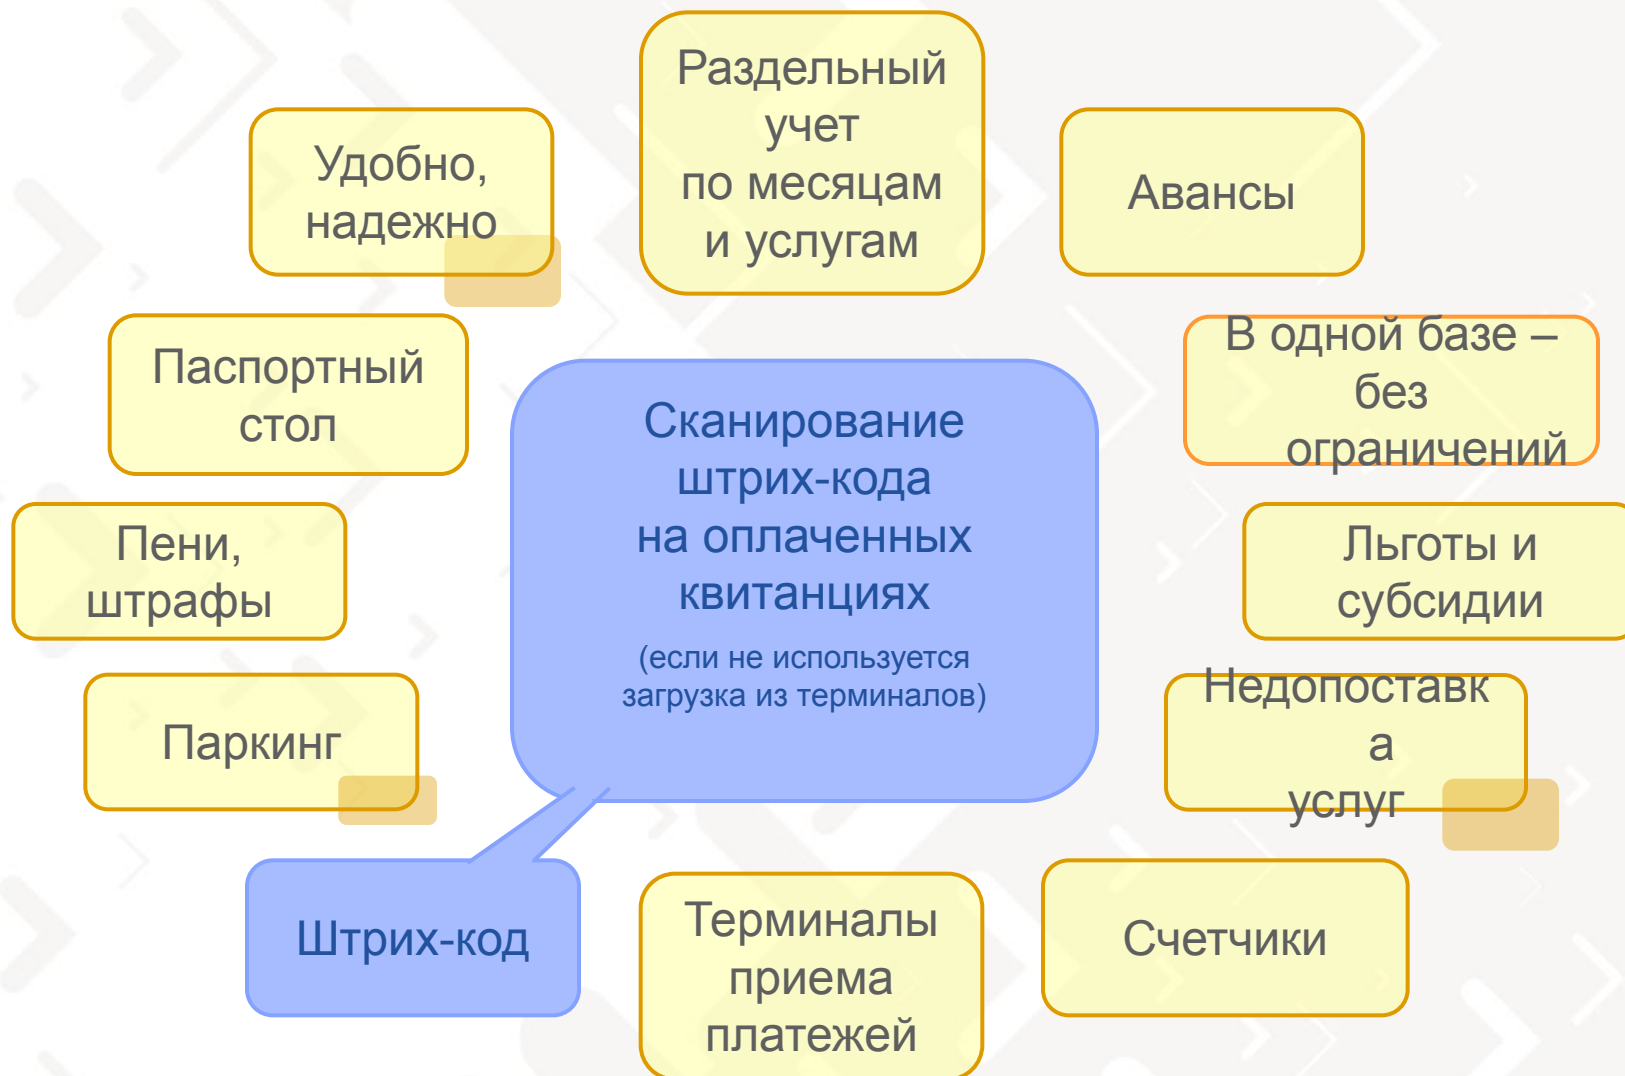 Раздельный
учет
по месяцам
и услугам
Удобно,
надежно
Авансы
Паспортный
стол
В одной базе –
без
ограничений
Сканирование
штрих-кода
на оплаченных
квитанциях
(если не используется
загрузка из терминалов)
Пени,
штрафы
Льготы и
субсидии
Паркинг
Недопоставк
а
услуг
Штрих-код
Терминалы
приема
платежей
Счетчики